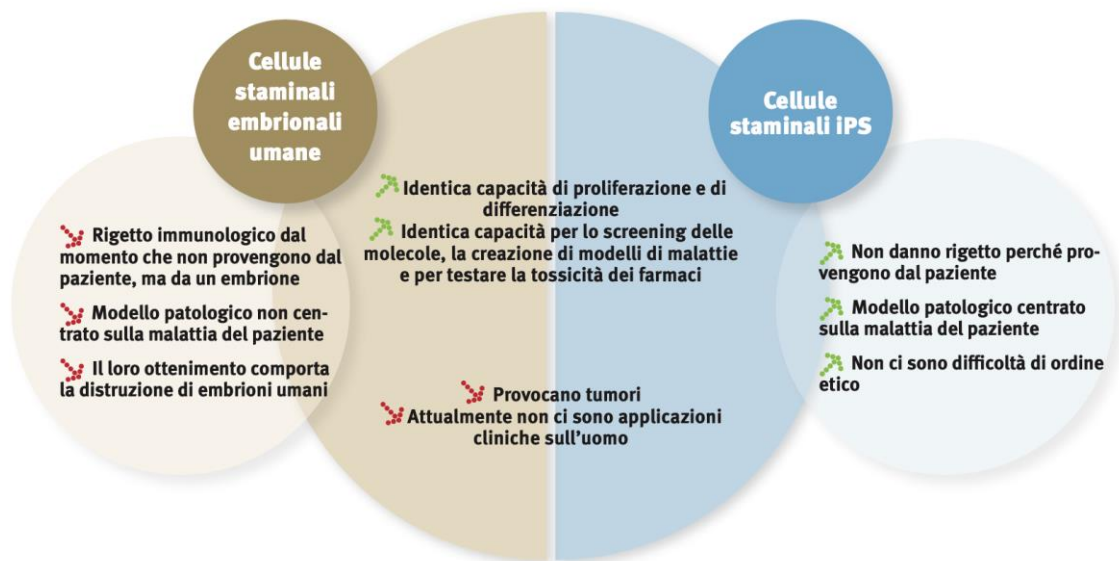 Cellule
staminali
embrionali
umane
Rigetto immunologico dal
momento che non provengono dal
paziente, ma da un embrione
Modello patologico non cen-
trato sulla malattia del paziente
Il loro ottenimento comporta
la distruzione di embrioni umani
Identica capacità di proliferazione e di
differenziazione
Identica capacità per lo screening delle
molecole, la creazione di modelli di malattie
e per testare la tossicità dei farmaci
Provocano tumori
Attualmente non ci sono applicazioni
cliniche sull’uomo
Cellule
staminali iPS
Non danno rigetto perché pro-
vengono dal paziente
Modello patologico centrato
sulla malattia del paziente
Non ci sono difficoltà di ordine
etico